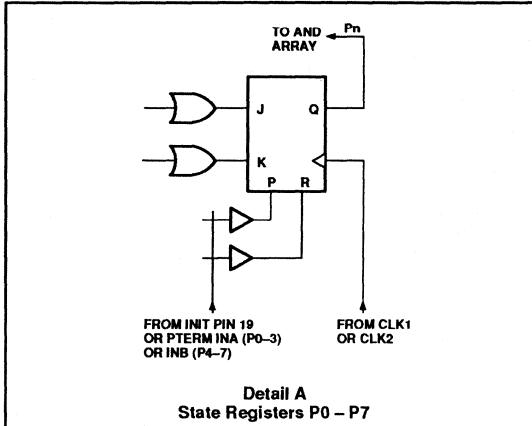 TO AND
ARRAY
Pn
J
Q
K
P
R
FROM INIT PIN 19
OR PTERM INA (P0–3)
OR INB (P4–7)
FROM CLK1
OR CLK2
Detail A
State Registers P0 – P7